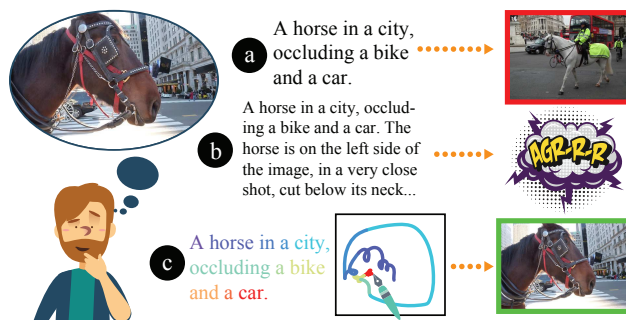 a
A horse in a city,
occluding a bike
and a car.
b
A horse in a city, occlud-
ing a bike and a car. The
horse is on the left side of
the image, in a very close
shot, cut below its neck...
AGR-R-R
c
A horse in a city,
occluding a bike
and a car.